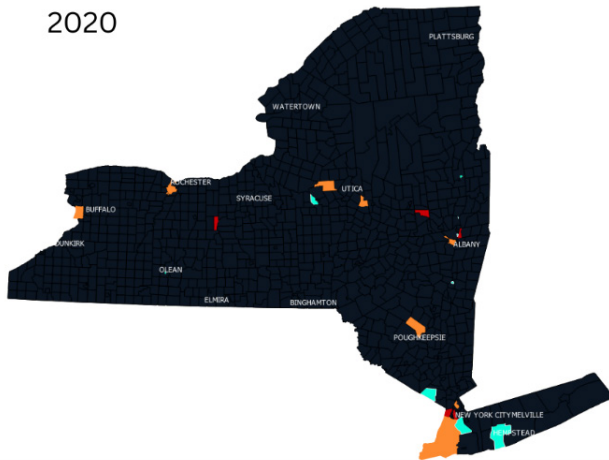 2020
PLATTSBURG
WATERTOWN
ROCHESTER
UTICA
SYRACUSE
BUFFALO
DUNKIRK
ALBANY
OLEAN
ELMIRA
BINGHAMTON
POUGHKEEPSIE
NEW YORK CITY MELVILLE
HEMPSTEAD